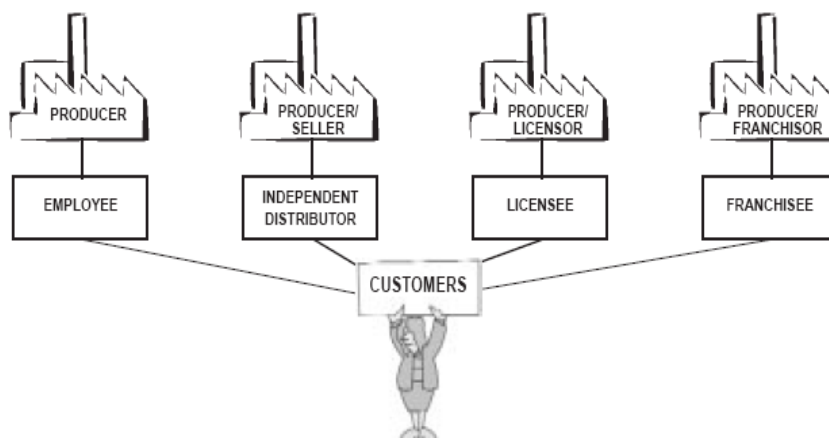 PRODUCER
PRODUCER/
SELLER
PRODUCER/
LICENSOR
PRODUCER/
FRANCHISOR
EMPLOYEE
INDEPENDENT
DISTRIBUTOR
LICENSEE
FRANCHISEE
CUSTOMERS